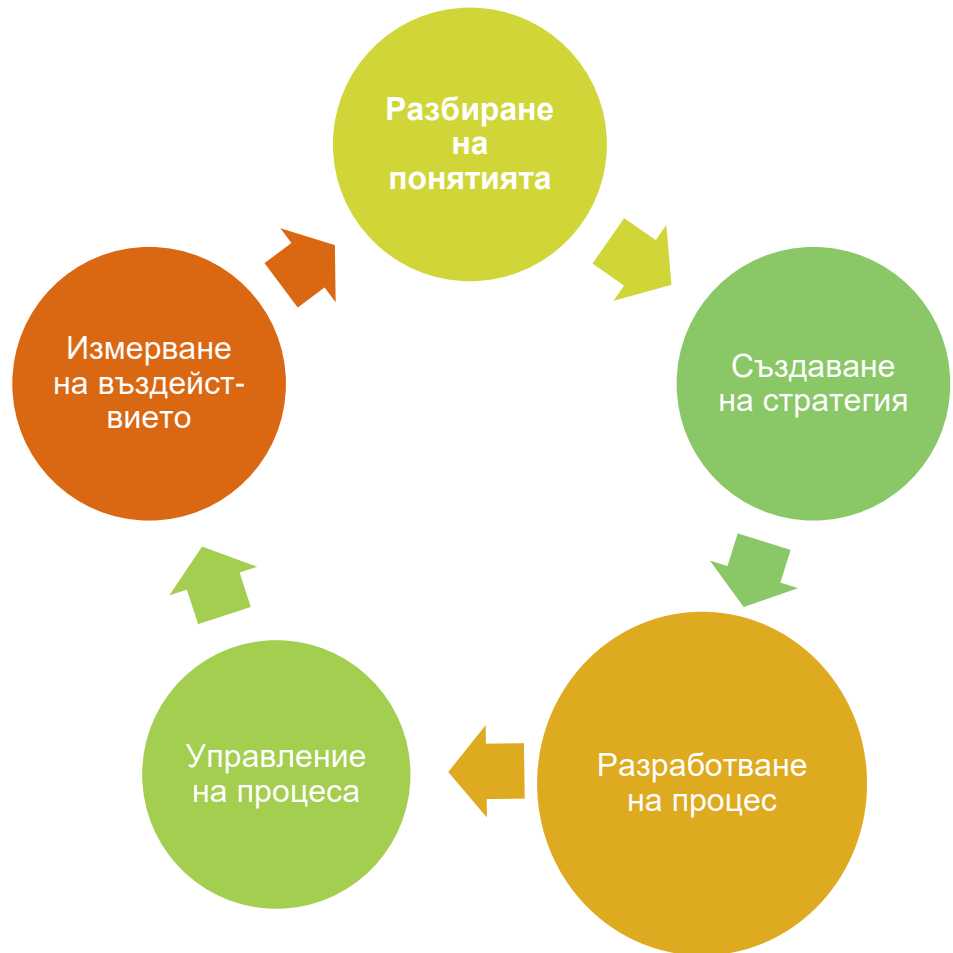 Разбиране
на
понятията
Създаване
на стратегия
Разработване
на процес
Управление
на процеса
Измерване
на въздейст-
вието